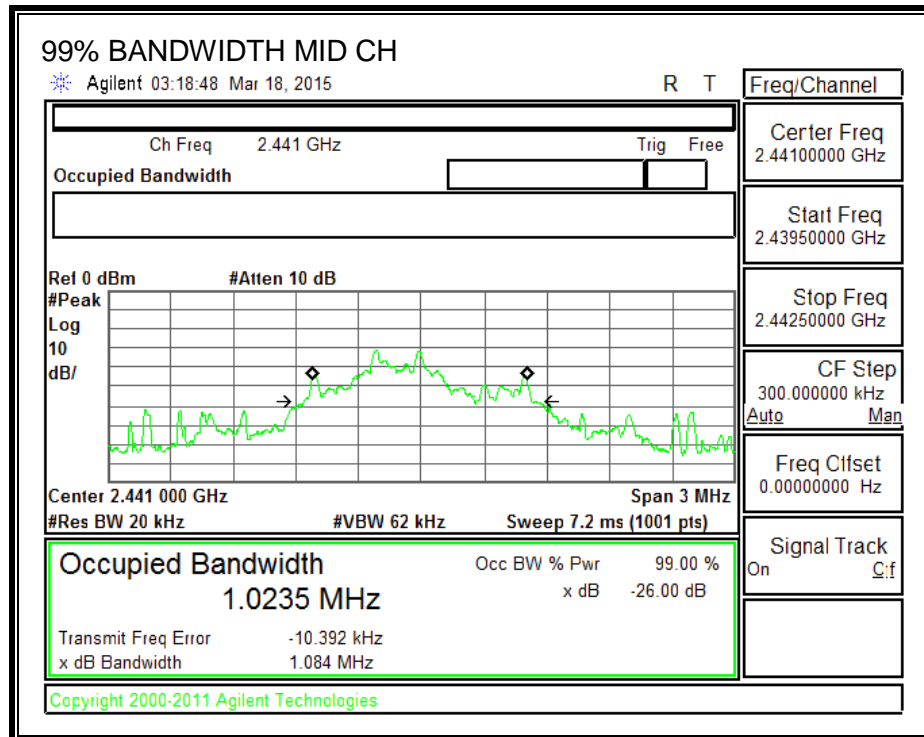 99% BANDWIDTH MID CH
Agilent 03:18:48 Mar 18, 2015 R T
Freq/Channel
Ch Freq 2.441 GHz Trig Free
Occupied Bandwidth
Center Freq
2.44100000 GHz
Start Freq
2.43950000 GHz
Stop Freq
2.44250000 GHz
CF Step
300.000000 kHz
Auto Man
Freq Offset
0.00000000 Hz
Signal Track
On Off
Ref 0 dBm #Atten 10 dB
#Peak
Log
10
dB/
Center 2.441 000 GHz Span 3 MHz
#Res BW 20 kHz #VBW 62 kHz Sweep 7.2 ms (1001 pts)
Occupied Bandwidth
1.0235 MHz
Occ BW % Pwr 99.00 %
x dB -26.00 dB
Transmit Freq Error -10.392 kHz
x dB Bandwidth 1.084 MHz
Copyright 2000-2011 Agilent Technologies